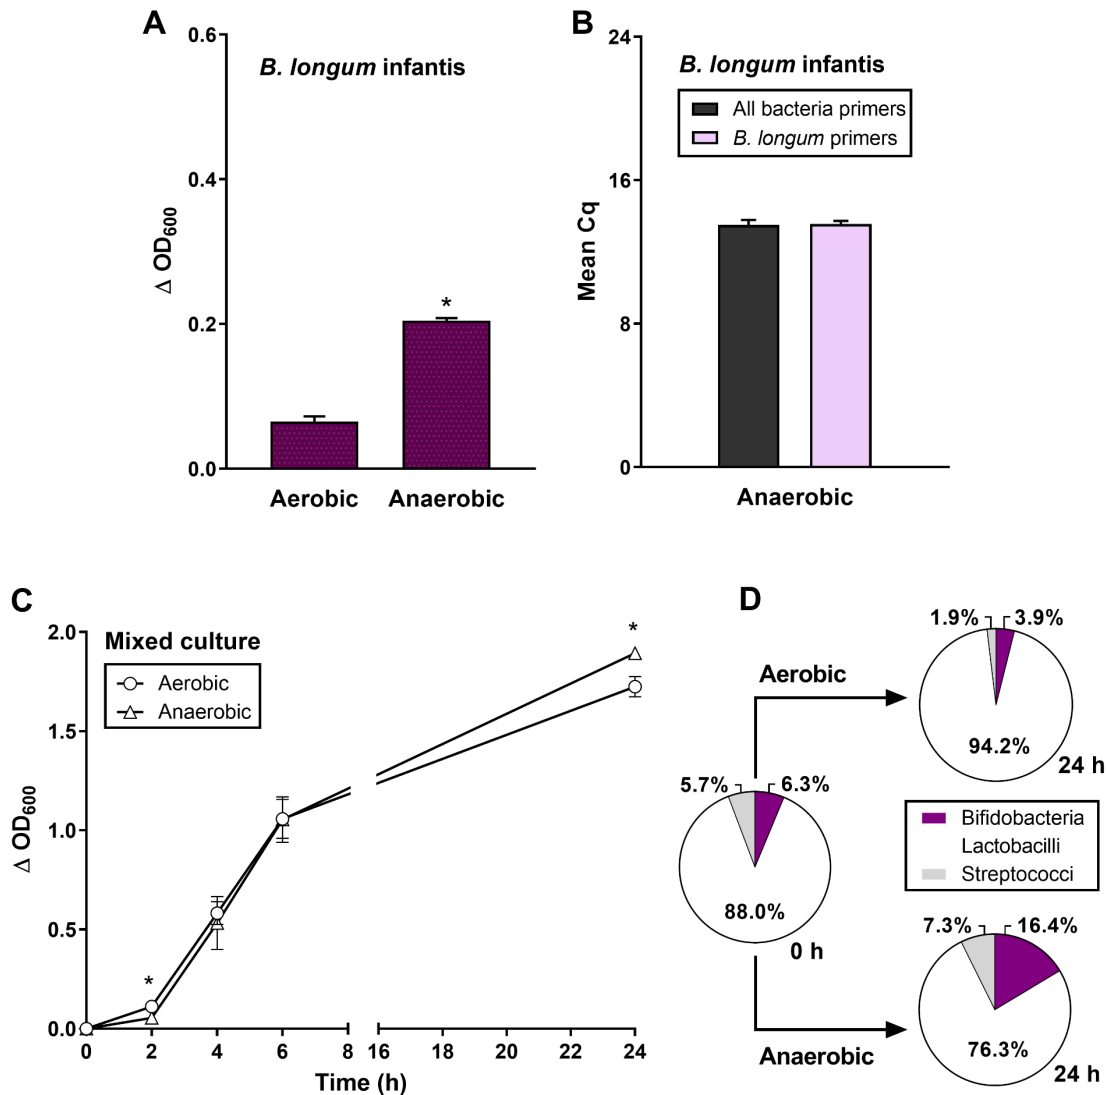 A
0.6
B. longum infantis
0.4
Δ OD600
0.2
*
0.0
Aerobic
Anaerobic
B
24
B. longum infantis
All bacteria primers
B. longum primers
16
Mean Cq
8
0
Anaerobic
C
2.0
Mixed culture
Aerobic
Anaerobic
*
1.5
Δ OD600
1.0
0.5
*
0.0
0 2 4 6 8 16 18 20 22 24
Time (h)
D
1.9% 3.9%
Aerobic
94.2%
24 h
5.7% 6.3%
88.0%
0 h
Bifidobacteria
Lactobacilli
Streptococci
7.3% 16.4%
76.3%
24 h
Anaerobic